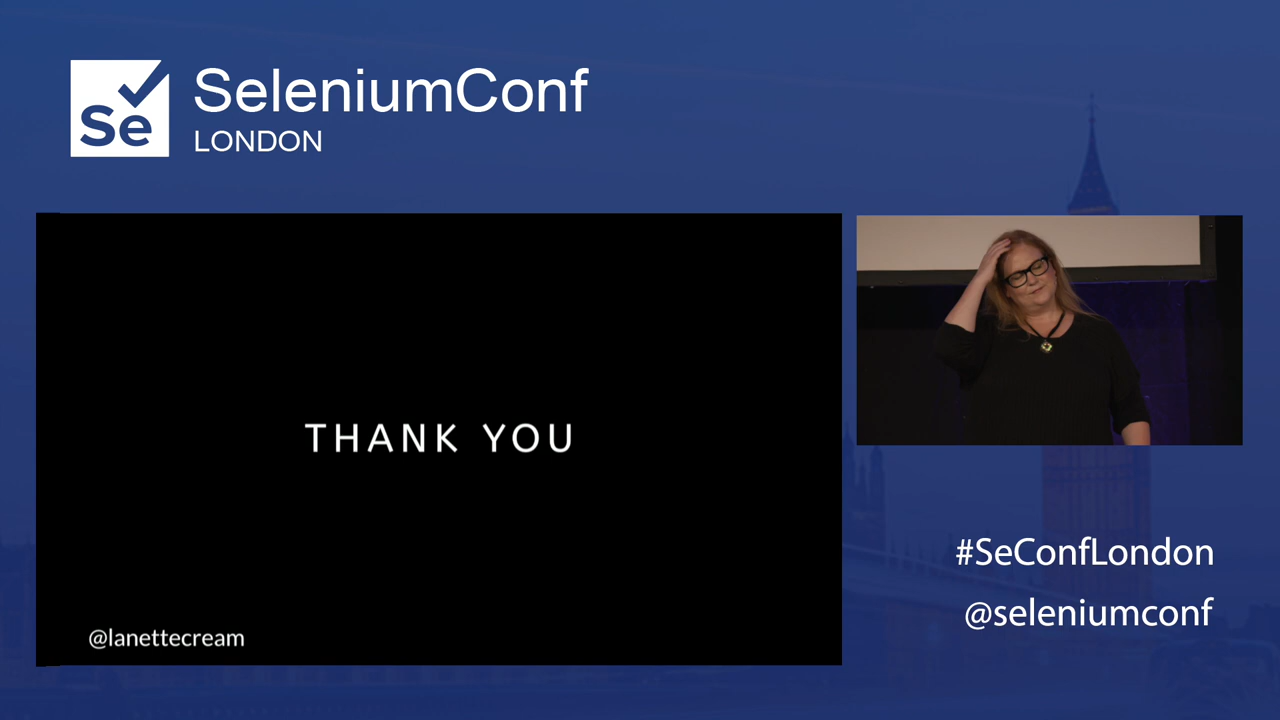 Se
SeleniumConf
LONDON
THANK YOU
@lanettecream
#SeConfLondon
@seleniumconf